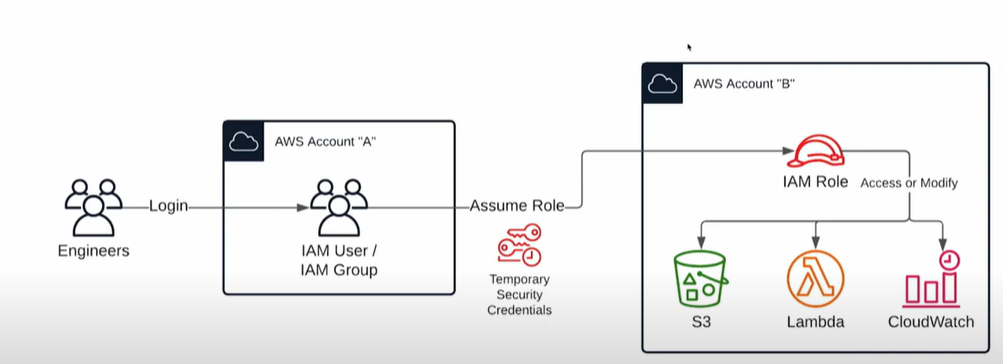 AWS Account "B"
AWS Account "A"
IAM Role
Access or Modify
Login
Assume Role
Engineers
IAM User /
IAM Group
Temporary
Security
Credentials
S3
Lambda
CloudWatch